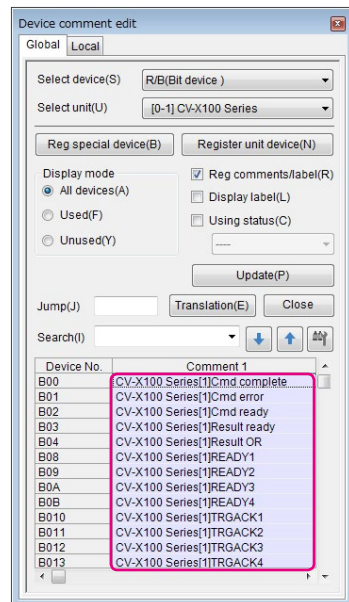 Device comment edit
Global Local
Select device(S) R/B(Bit device )
Select unit(U) [0-1] CV-X100 Series
Reg special device(B) Register unit device(N)
Display mode Reg comments/label(R)
All devices(A) Display label(L)
Used(F) Using status(C)
Unused(Y) ----
Update(P)
Jump(J) Translation(E) Close
Search(I)
Device No. Comment 1
B00 CV-X100 Series[1]Cmd complete
B01 CV-X100 Series[1]Cmd error
B02 CV-X100 Series[1]Cmd ready
B03 CV-X100 Series[1]Result ready
B04 CV-X100 Series[1]Result OR
B08 CV-X100 Series[1]READY1
B09 CV-X100 Series[1]READY2
B0A CV-X100 Series[1]READY3
B0B CV-X100 Series[1]READY4
B010 CV-X100 Series[1]TRGACK1
B011 CV-X100 Series[1]TRGACK2
B012 CV-X100 Series[1]TRGACK3
B013 CV-X100 Series[1]TRGACK4